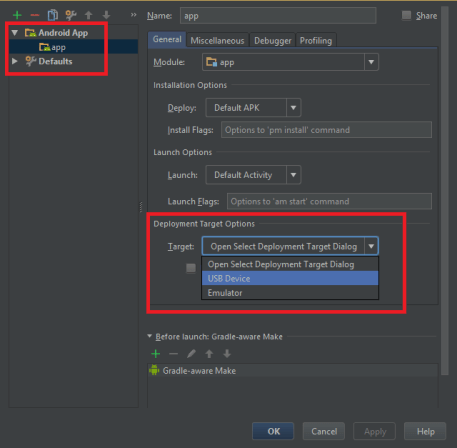 Name: app Share
Android App
app
Defaults
General Miscellaneous Debugger Profiling
Module: app
Installation Options
Deploy: Default APK
Install Flags: Options to 'pm install' command
Launch Options
Launch: Default Activity
Launch Flags: Options to 'am start' command
Deployment Target Options
Target: Open Select Deployment Target Dialog
Open Select Deployment Target Dialog
USB Device
Emulator
Before launch: Gradle-aware Make
Gradle-aware Make
OK Cancel Apply Help